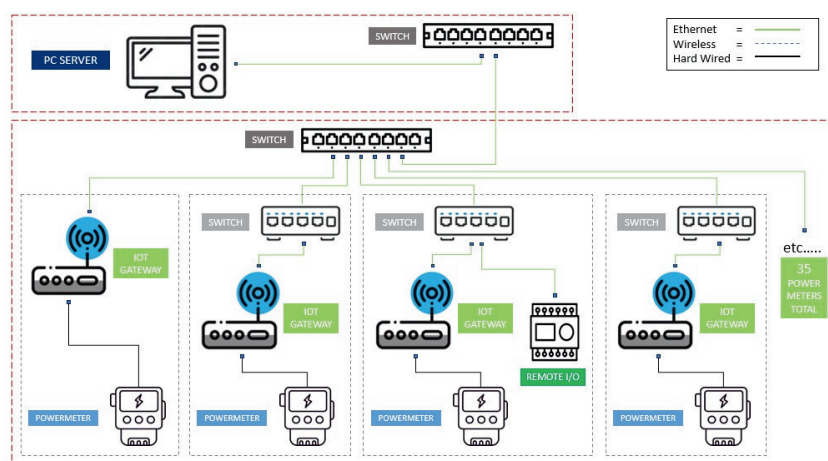 SWITCH
PC SERVER
Ethernet =
Wireless =
Hard Wired =
SWITCH
SWITCH
SWITCH
SWITCH
IOT
GATEWAY
IOT
GATEWAY
IOT
GATEWAY
IOT
GATEWAY
etc.....
35
POWER
METERS
TOTAL
REMOTE I/O
POWERMETER
POWERMETER
POWERMETER
POWERMETER